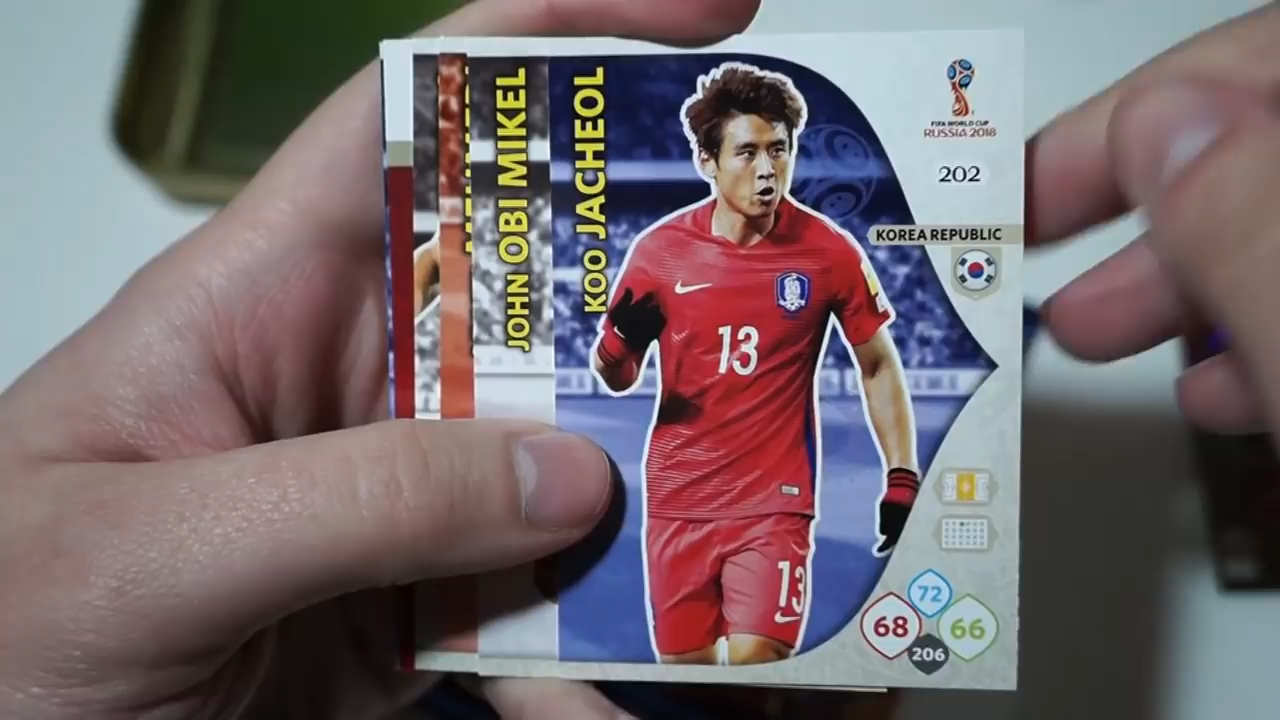 JOHN OBI MIKEL
KOO JACHEOL
FIFA WORLD CUP
RUSSIA 2018
202
KOREA REPUBLIC
13
13
72
68
66
206